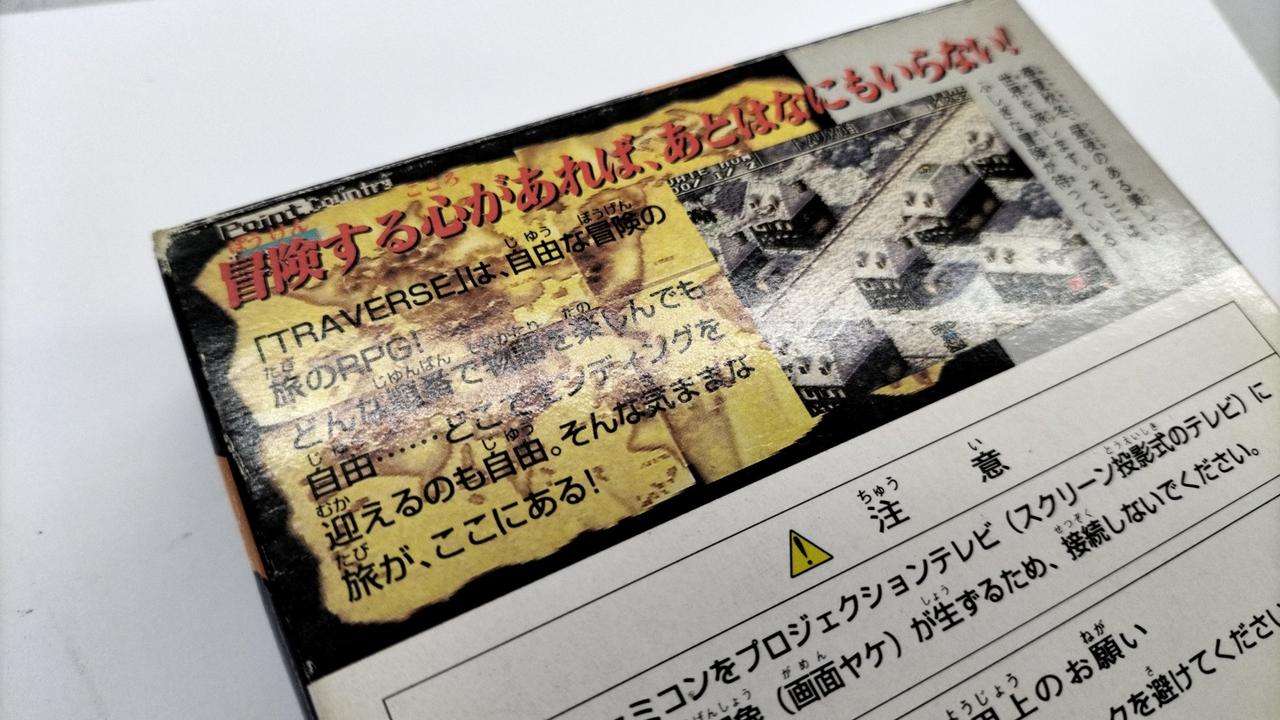 冒険する心があれば、あとはなにもいらない!
「TRAVERSE」は、自由な冒険の
旅のRPG!
どんな順番で物語を楽しんでも
自由……どこでエンディングを
迎えるのも自由。そんな気ままな
旅が、ここにある!
注意
ミコンをプロジェクションテレビ(スクリーン投影式のテレビ)に
(画面ヤケ)が生ずるため、接続しないでください。
上のお願い
クを避けてください